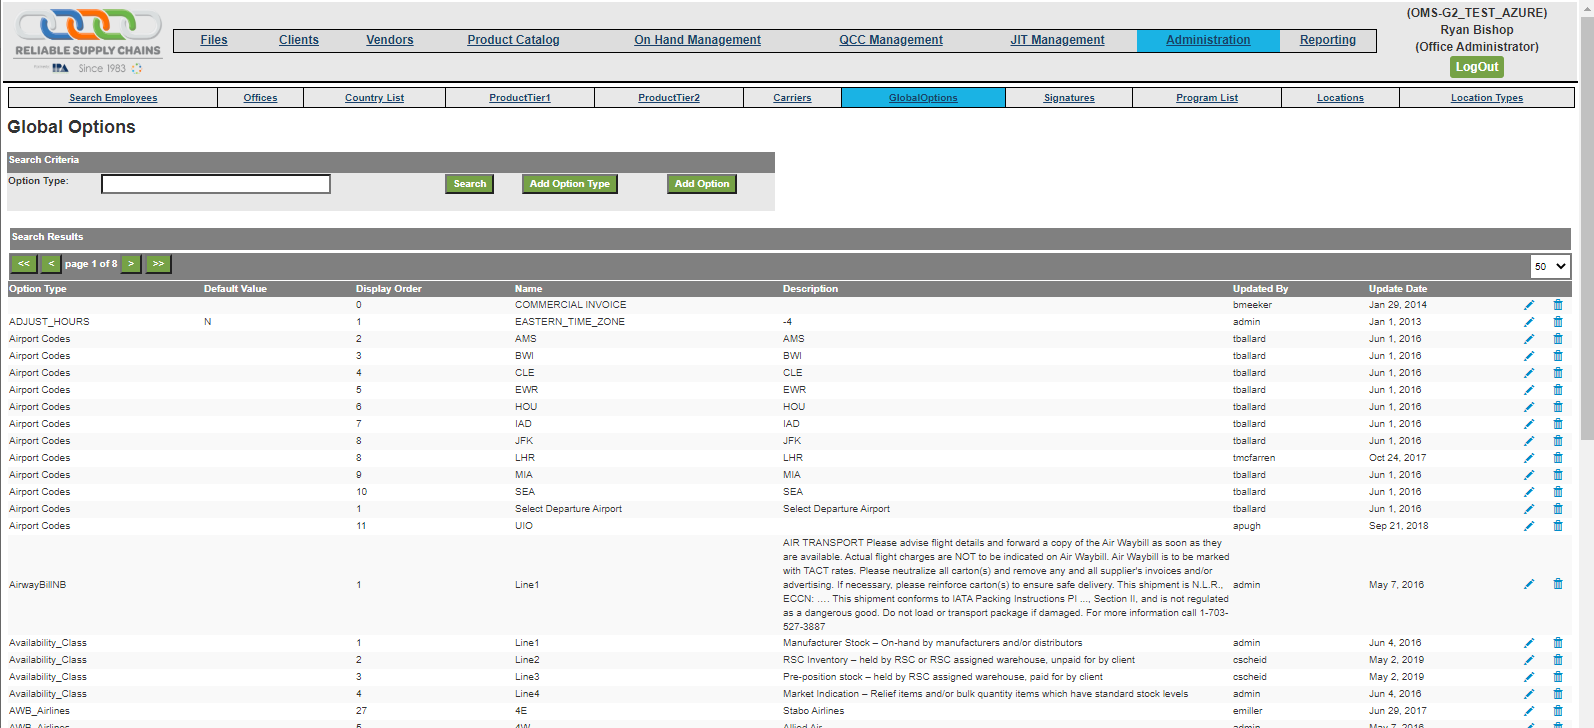 RELIABLE SUPPLY CHAINS
IPA Since 1983
Files Clients Vendors Product Catalog On Hand Management QCC Management JIT Management Administration Reporting
(OMS-G2_TEST_AZURE)
Ryan Bishop
(Office Administrator)
LogOut
Search Employees Offices Country List ProductTier1 ProductTier2 Carriers GlobalOptions Signatures Program List Locations Location Types
Global Options
Search Criteria
Option Type: Search Add Option Type Add Option
Search Results
<< < page 1 of 8 > >> 50
Option Type Default Value Display Order Name Description Updated By Update Date
0 COMMERCIAL INVOICE bmeeker Jan 29, 2014
ADJUST_HOURS N 1 EASTERN_TIME_ZONE -4 admin Jan 1, 2013
Airport Codes 2 AMS AMS tballard Jun 1, 2016
Airport Codes 3 BWI BWI tballard Jun 1, 2016
Airport Codes 4 CLE CLE tballard Jun 1, 2016
Airport Codes 5 EWR EWR tballard Jun 1, 2016
Airport Codes 6 HOU HOU tballard Jun 1, 2016
Airport Codes 7 IAD IAD tballard Jun 1, 2016
Airport Codes 8 JFK JFK tballard Jun 1, 2016
Airport Codes 8 LHR LHR tmcfarren Oct 24, 2017
Airport Codes 9 MIA MIA tballard Jun 1, 2016
Airport Codes 10 SEA SEA tballard Jun 1, 2016
Airport Codes 1 Select Departure Airport Select Departure Airport tballard Jun 1, 2016
Airport Codes 11 UIO apugh Sep 21, 2018
AIR TRANSPORT Please advise flight details and forward a copy of the Air Waybill as soon as they
are available. Actual flight charges are NOT to be indicated on Air Waybill. Air Waybill is to be marked
with TACT rates. Please neutralize all carton(s) and remove any and all supplier's invoices and/or
AirwayBillNB 1 Line1 advertising. If necessary, please reinforce carton(s) to ensure safe delivery. This shipment is N.L.R., admin May 7, 2016
ECCN: .... This shipment conforms to IATA Packing Instructions PI ..., Section II, and is not regulated
as a dangerous good. Do not load or transport package if damaged. For more information call 1-703-
527-3887
Availability_Class 1 Line1 Manufacturer Stock – On-hand by manufacturers and/or distributors admin Jun 4, 2016
Availability_Class 2 Line2 RSC Inventory – held by RSC or RSC assigned warehouse, unpaid for by client cscheid May 2, 2019
Availability_Class 3 Line3 Pre-position stock – held by RSC assigned warehouse, paid for by client cscheid May 2, 2019
Availability_Class 4 Line4 Market Indication – Relief items and/or bulk quantity items which have standard stock levels admin Jun 4, 2016
AWB_Airlines 27 4E Stabo Airlines emiller Jun 29, 2017
AWB_Airlines 5 4W Allied Air admin May 7, 2016